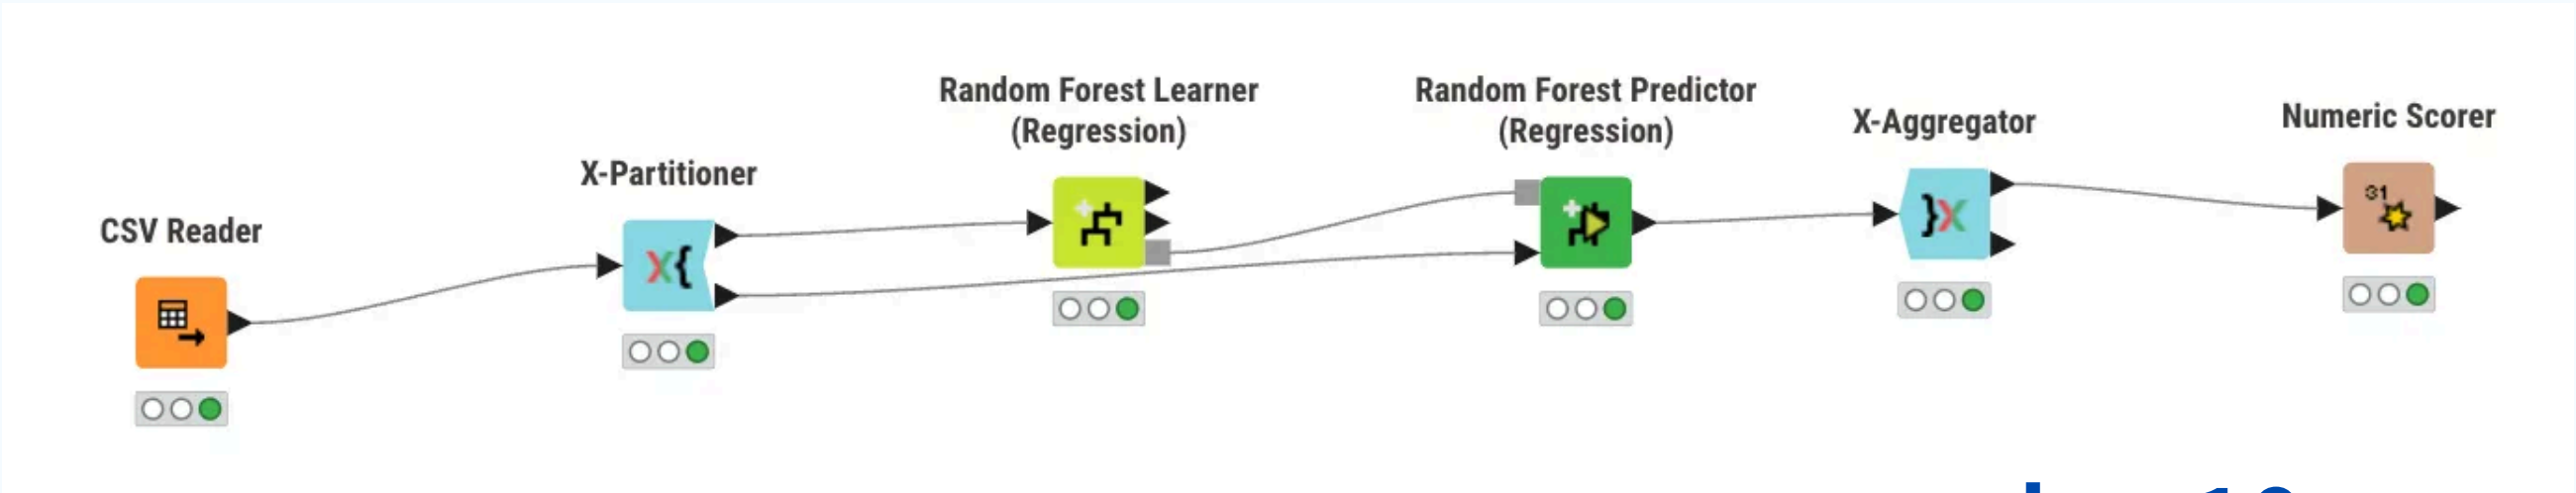 Random Forest Learner
(Regression)
Random Forest Predictor
(Regression)
X-Aggregator
Numeric Scorer
X-Partitioner
CSV Reader
X{
}X
31